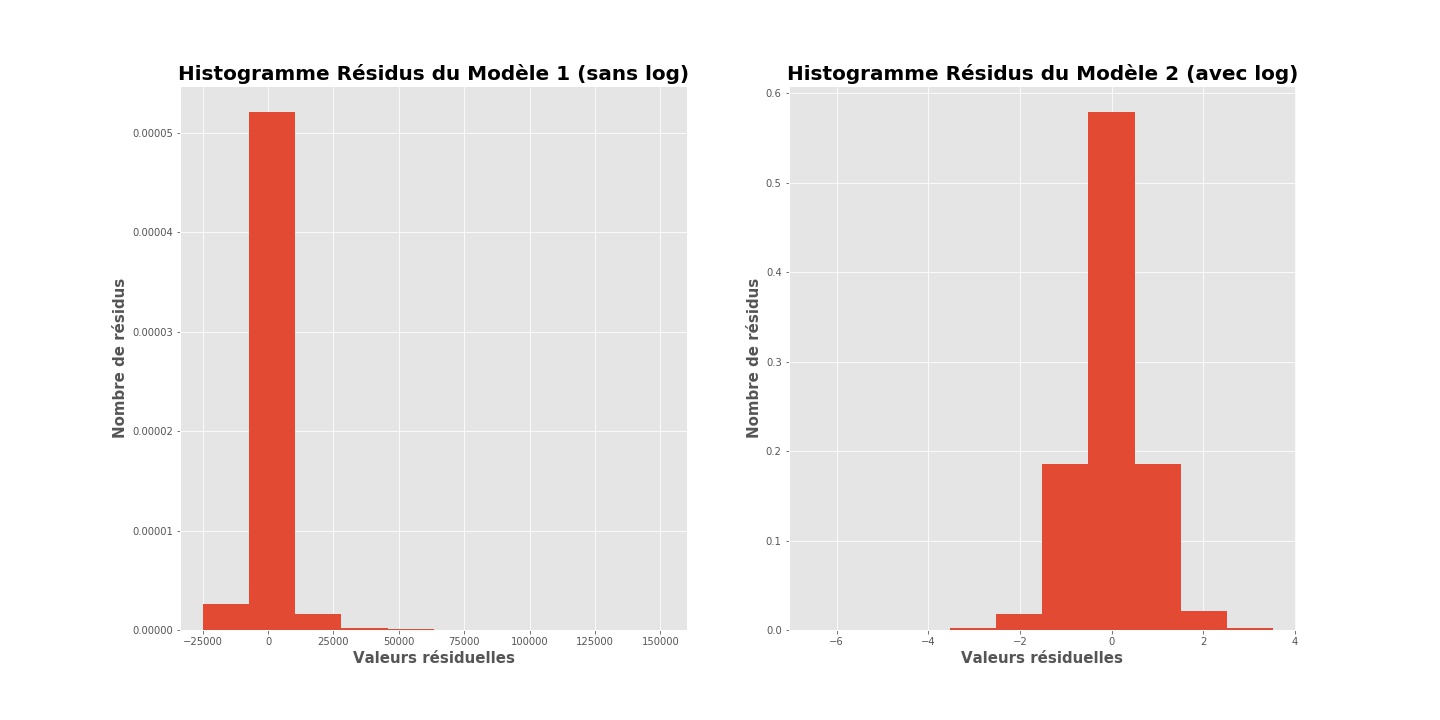 Histogramme Résidus du Modèle 1 (sans log)
0.00005
0.00004
0.00003
0.00002
0.00001
0.00000
Nombre de résidus
−25000 0 25000 50000 75000 100000 125000 150000
Valeurs résiduelles
Histogramme Résidus du Modèle 2 (avec log)
0.6
0.5
0.4
0.3
0.2
0.1
0.0
Nombre de résidus
−6 −4 −2 0 2 4
Valeurs résiduelles